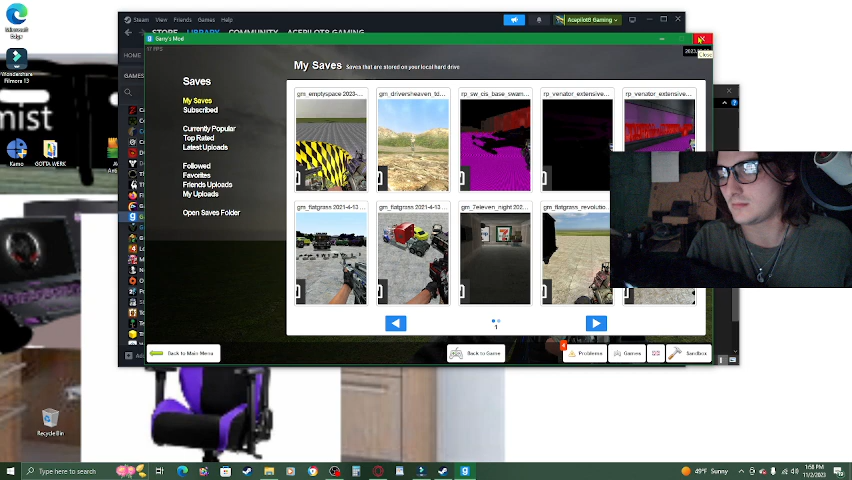 Microsoft
Edge
Wondershare
Filmora 13
mist
Kamo
GOTTA WERK
Recycle Bin
Steam View Friends Games Help
Acepilot8 Gaming
STORE LIBRARY COMMUNITY ACEPILOT8 GAMING
HOME
GAMES
Garry's Mod
Close
Saves
My Saves
Subscribed
Currently Popular
Top Rated
Latest Uploads
Followed
Favorites
Friends Uploads
My Uploads
Open Saves Folder
My Saves Saves that are stored on your local hard drive
gm_emptyspace 2023-...
gm_driversheaven_to...
rp_sw_cis_base_swam...
rp_venator_extensive...
rp_venator_extensive...
gm_flatgrass 2021-4-13 ...
gm_flatgrass 2021-4-13 ...
gm_7eleven_night 202...
gm_flatgrass_revolutio...
1
Back to Main Menu
Back to Game
4
Problems
Games
Sandbox
Type here to search
49°F Sunny
1:58 PM
11/2/2023